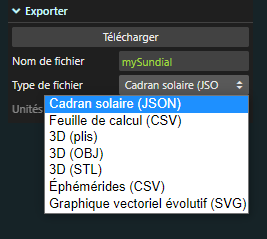 Exporter
Télécharger
Nom de fichier mySundial
Type de fichier Cadran solaire (JSO
Unités
Cadran solaire (JSON)
Feuille de calcul (CSV)
3D (plis)
3D (OBJ)
3D (STL)
Éphémérides (CSV)
Graphique vectoriel évolutif (SVG)